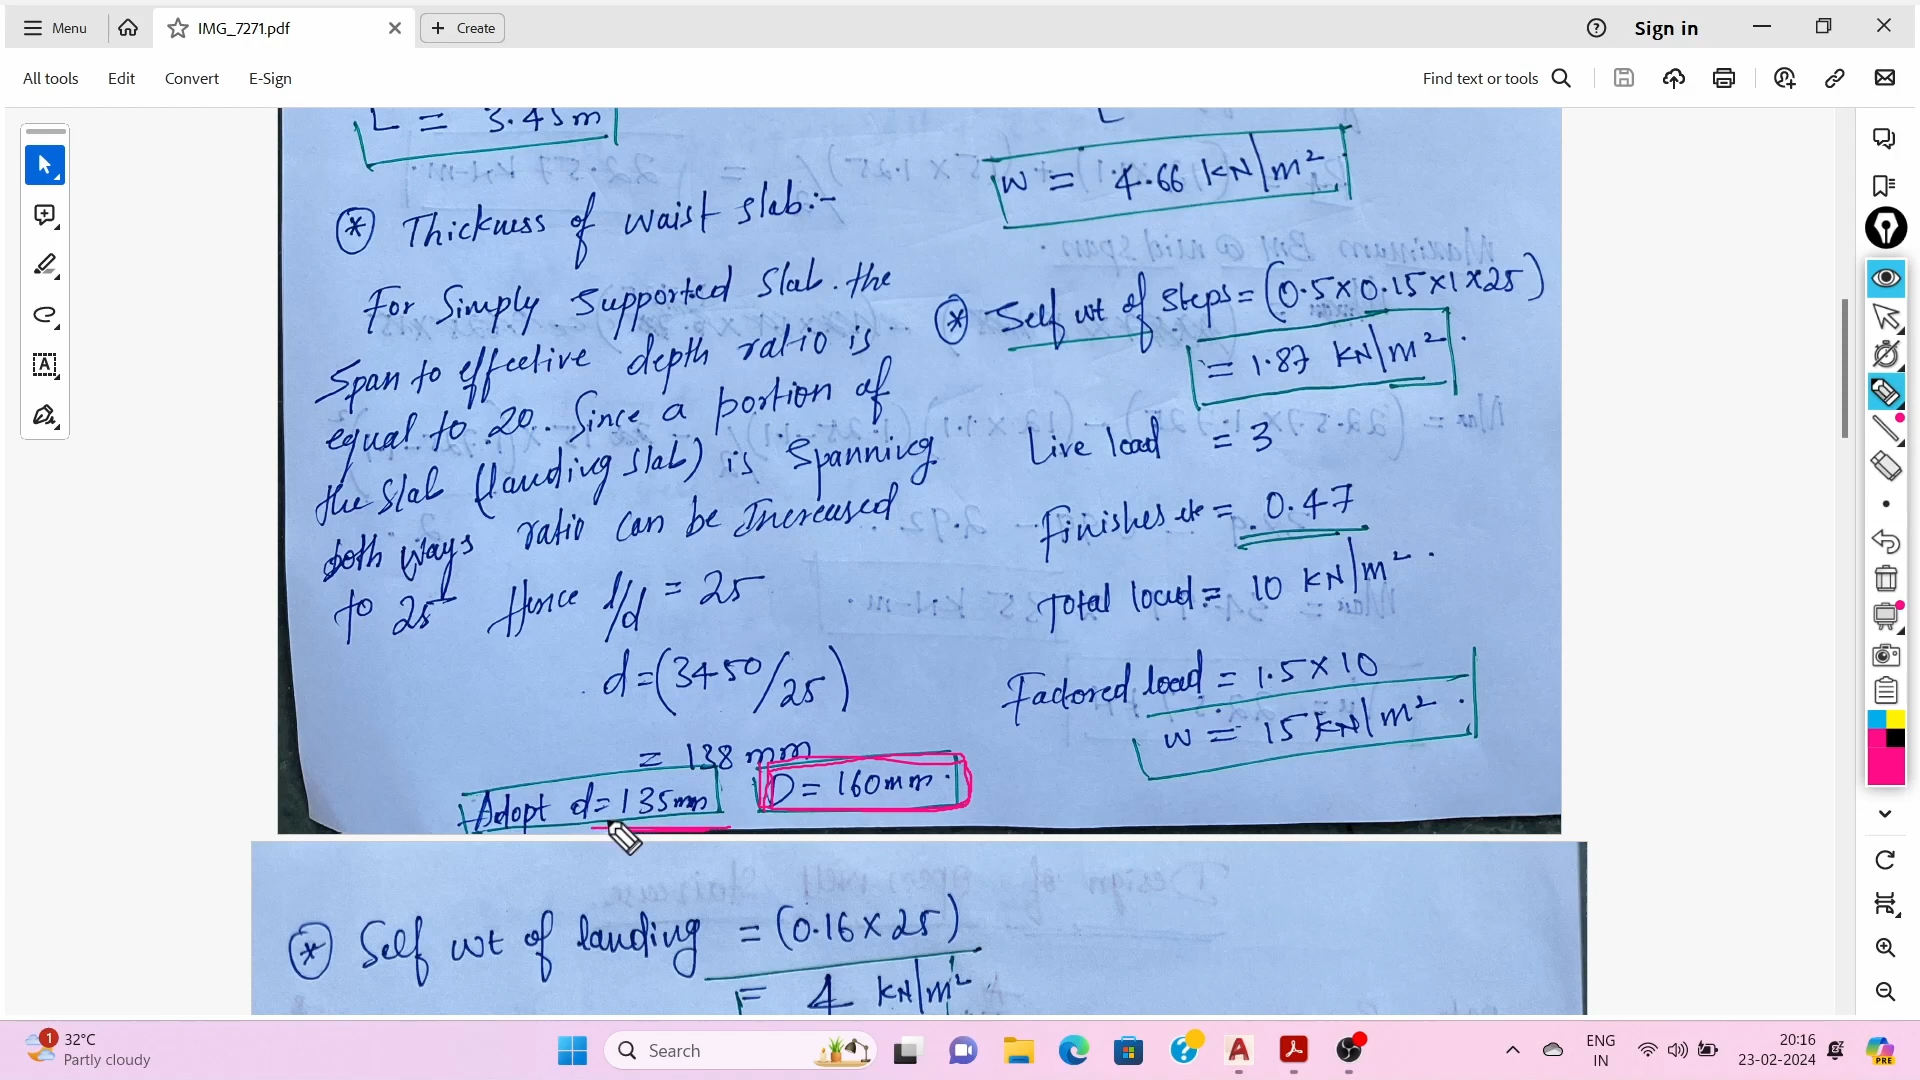 Menu
IMG_7271.pdf
Create
Sign in
All tools
Edit
Convert
E-Sign
Find text or tools
L = 3.45m
* Thickness of waist slab:-
For Simply Supported Slab. the
Span to effective depth ratio is
equal to 20. Since a portion of
the Slab (landing slab) is Spanning
both ways ratio can be Increased
to 25 Hence l/d = 25
d = (3450/25)
= 138 mm
Adopt d = 135mm
D = 160mm.
L
w = 4.66 KN/m²
* Self wt of Steps = (0.5×0.15×1×25)
= 1.87 KN/m².
Live load = 3
Finishes etc = 0.47
Total load = 10 KN/m².
Factored load = 1.5×10
w = 15 KN/m².
* Self wt of landing = (0.16×25)
= 4 KN/m²
1
32°C
Partly cloudy
Search
ENG
IN
20:16
23-02-2024
PRE